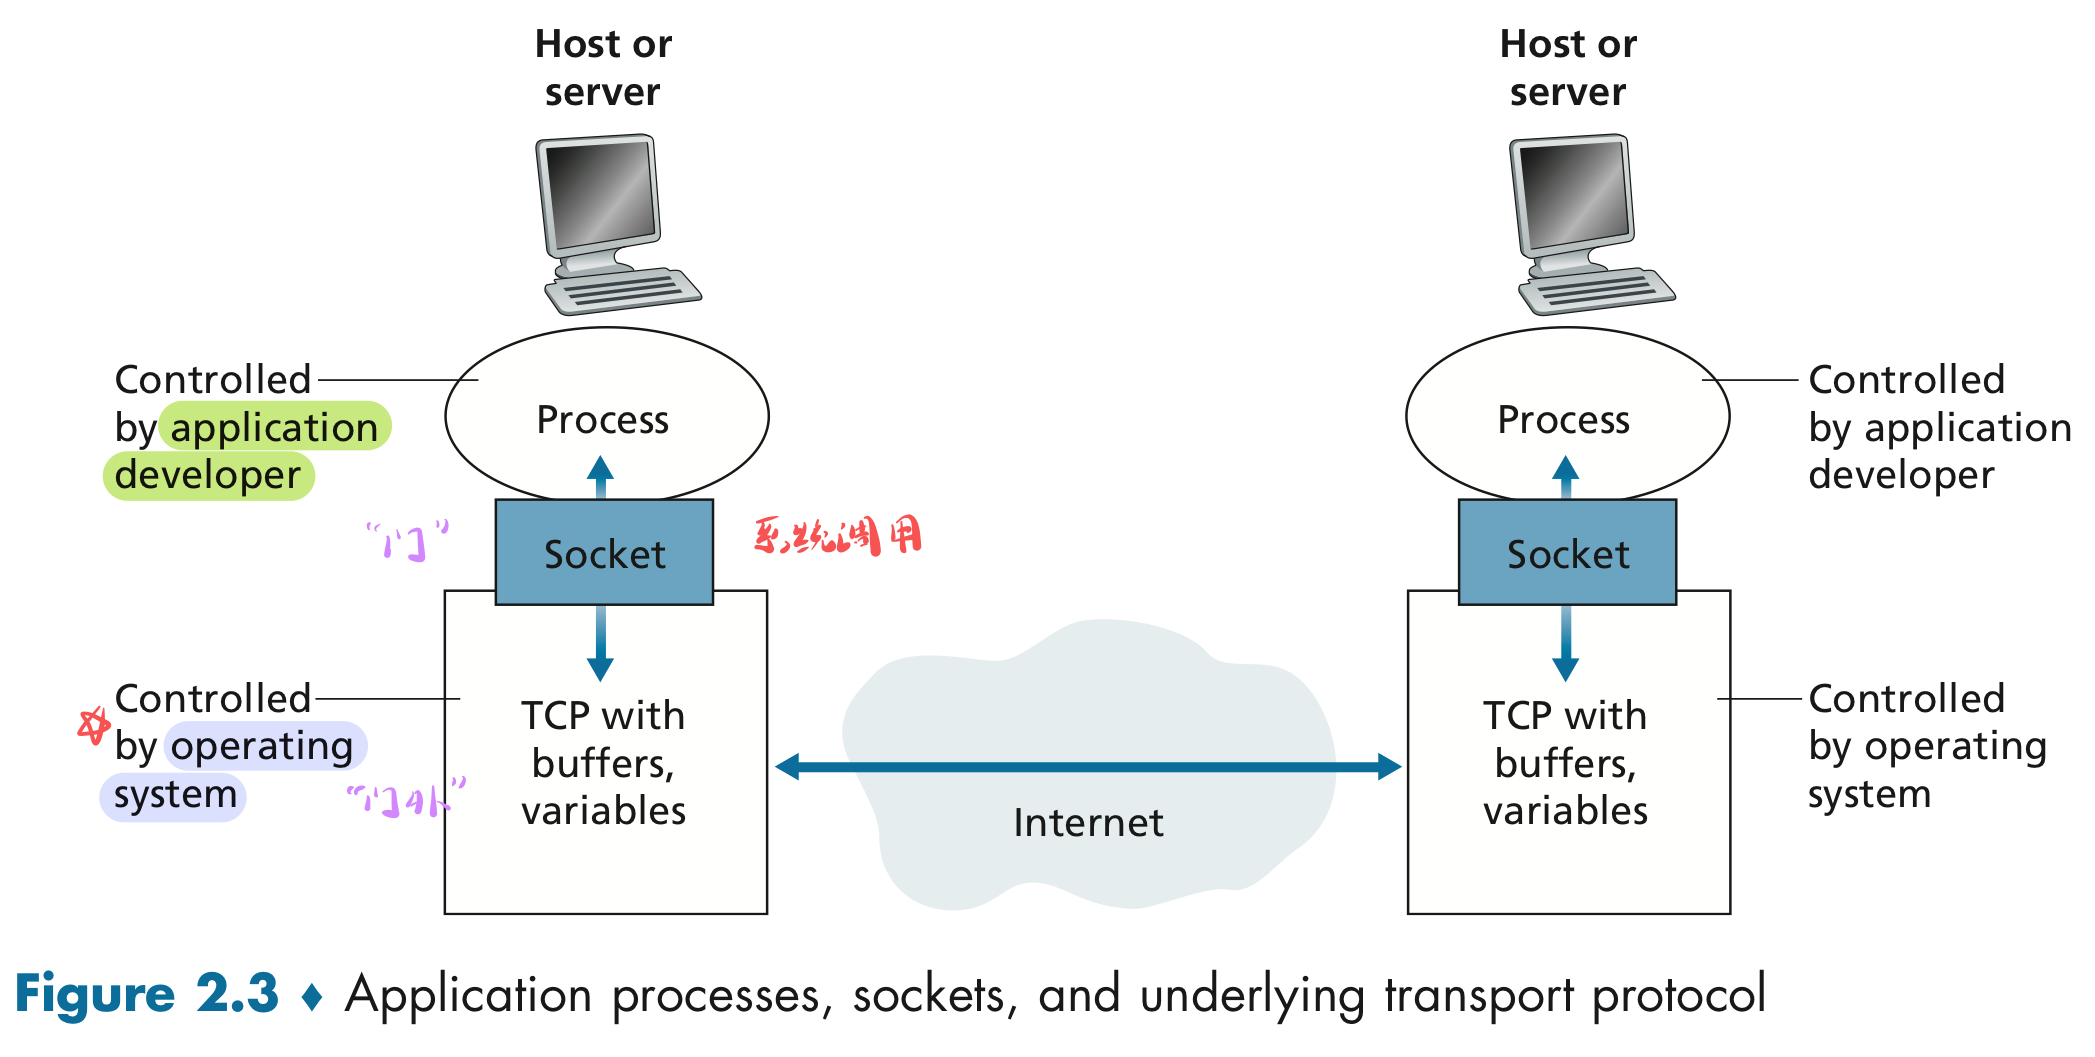 Host or
server
Host or
server
Controlled
by application
developer
Process
Process
Controlled
by application
developer
“门”
Socket
系统调用
Socket
Controlled
by operating
system
“门外”
TCP with
buffers,
variables
Internet
TCP with
buffers,
variables
Controlled
by operating
system
Figure 2.3 ♦ Application processes, sockets, and underlying transport protocol